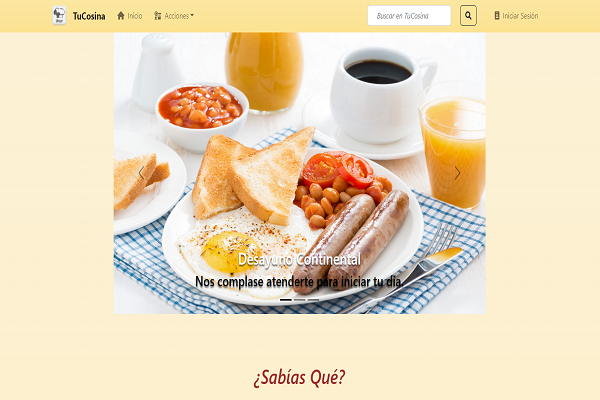 TuCosina
Inicio
Acciones
Buscar en TuCosina
Iniciar Sesión
Desayuno Continental
Nos complase atenderte para iniciar tu dia.
¿Sabías Qué?